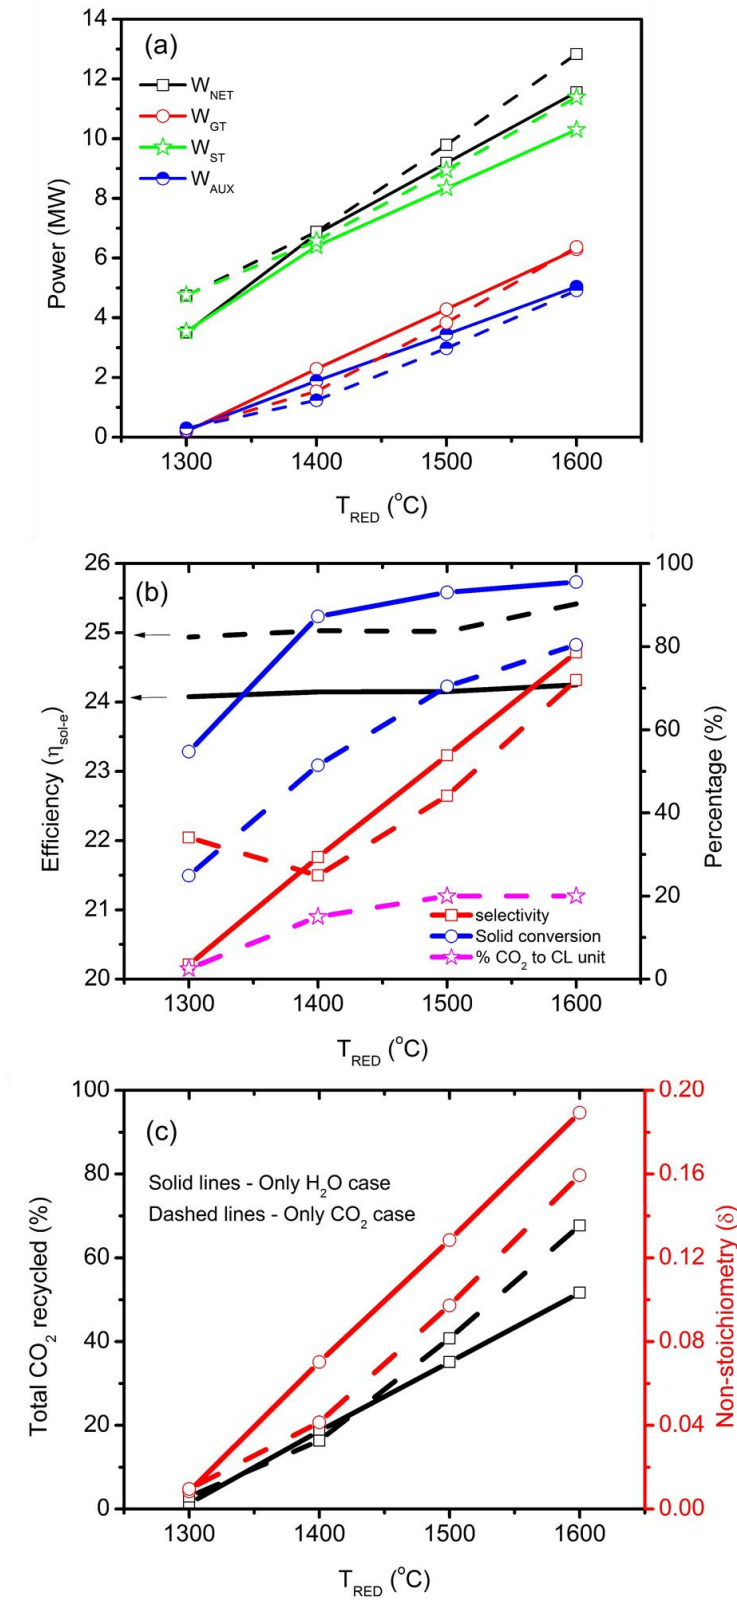 (a)
W_NET
W_GT
W_ST
W_AUX
14
12
10
8
6
4
2
0
Power (MW)
1300 1400 1500 1600
T_RED (°C)
(b)
26
25
24
23
22
21
20
Efficiency (η_sol-e)
100
80
60
40
20
0
Percentage (%)
selectivity
Solid conversion
% CO₂ to CL unit
1300 1400 1500 1600
T_RED (°C)
(c)
100
80
60
40
20
0
Total CO₂ recycled (%)
Solid lines - Only H₂O case
Dashed lines - Only CO₂ case
0.20
0.16
0.12
0.08
0.04
0.00
Non-stoichiometry (δ)
1300 1400 1500 1600
T_RED (°C)